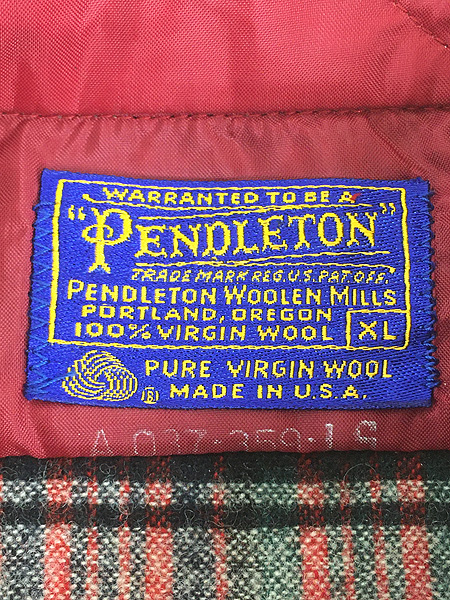 WARRANTED TO BE A
"PENDLETON"
TRADE MARK REG. U.S. PAT. OFF.
PENDLETON WOOLEN MILLS
PORTLAND, OREGON
100% VIRGIN WOOL XL
PURE VIRGIN WOOL
® MADE IN U.S.A.